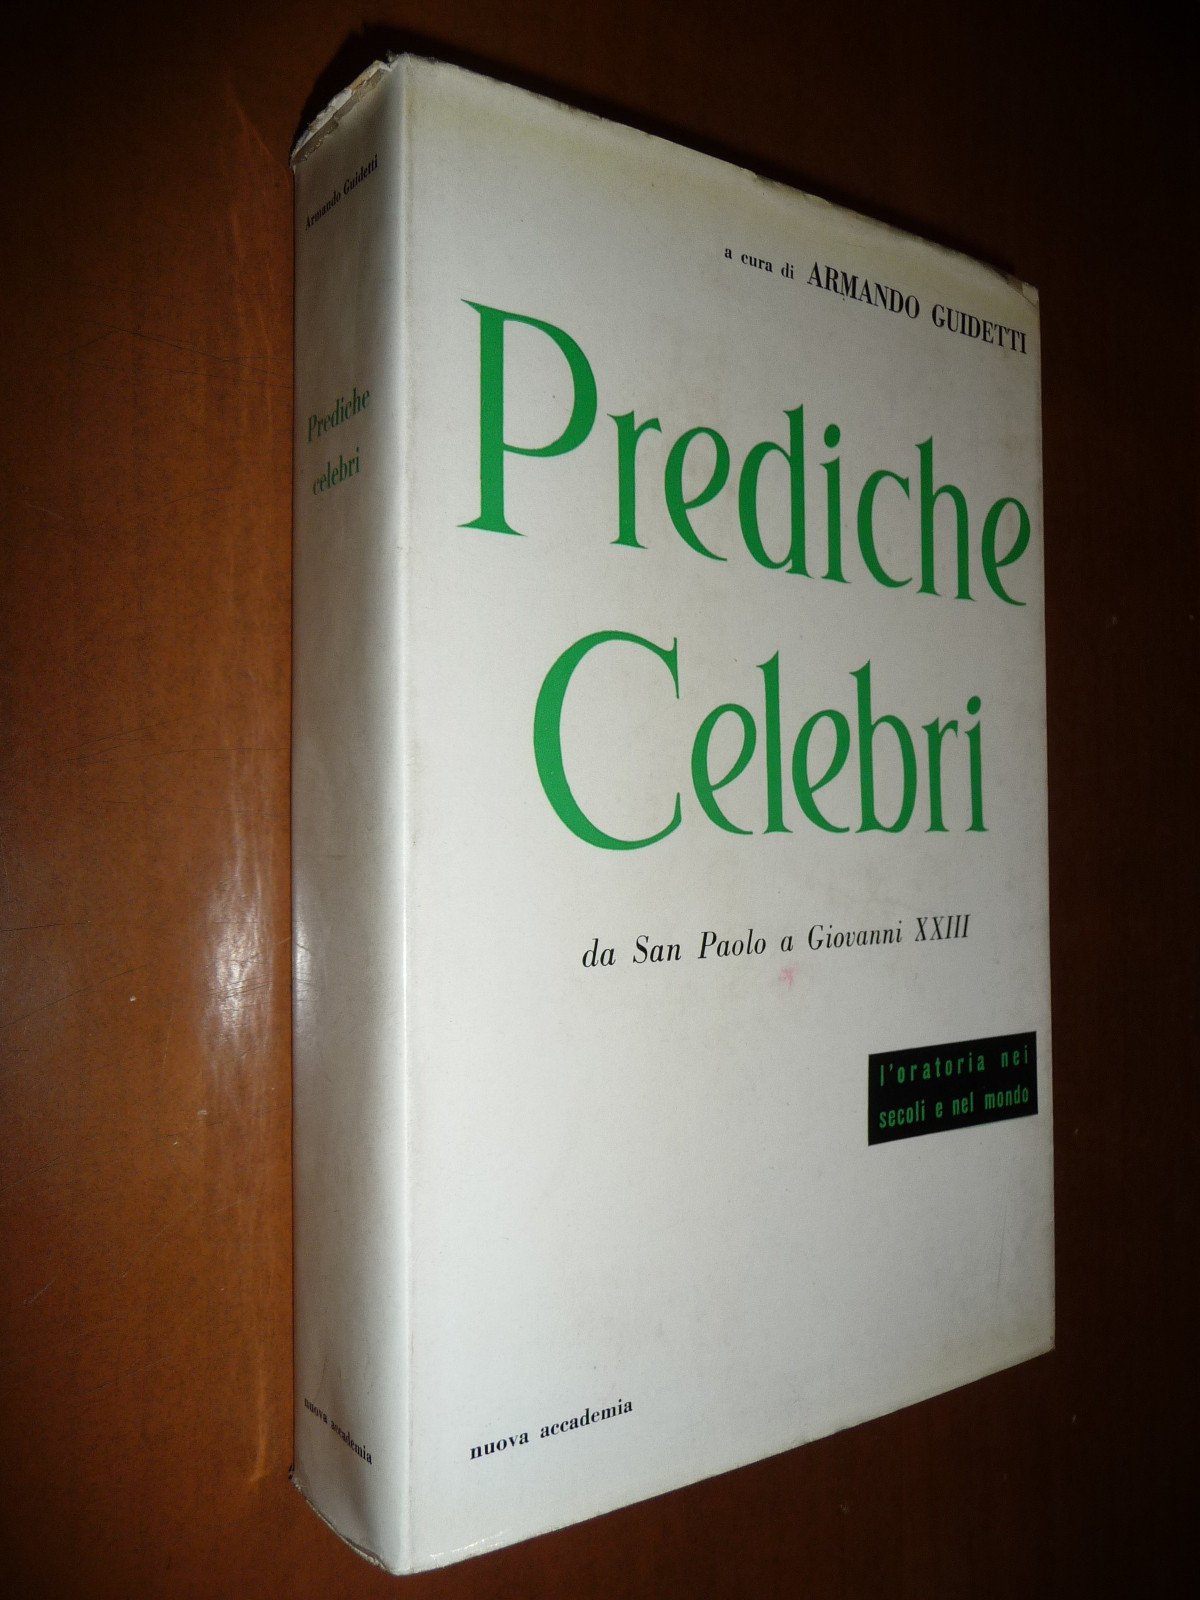 Armando Guidetti
Prediche
celebri
nuova accademia
a cura di ARMANDO GUIDETTI
Prediche
Celebri
da San Paolo a Giovanni XXIII
l'oratoria nei
secoli e nel mondo
nuova accademia